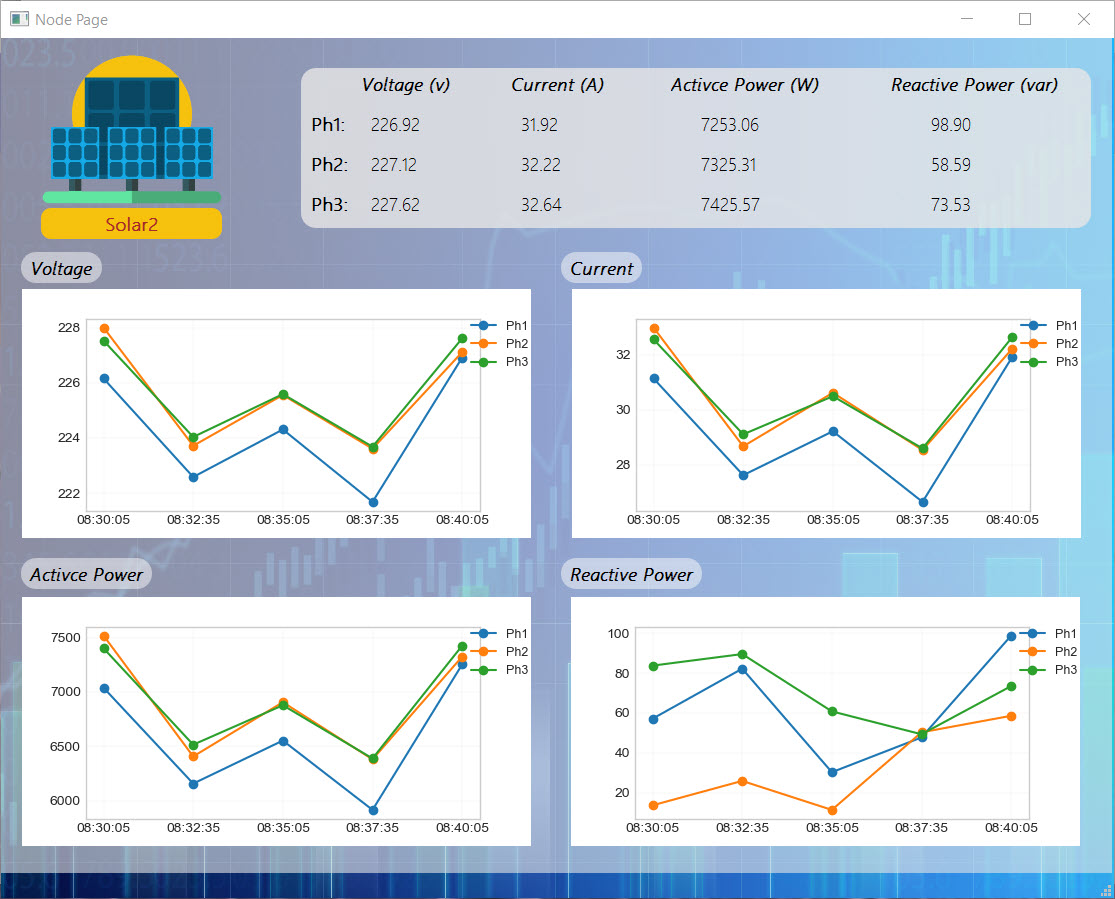 Node Page
Voltage (v) Current (A) Activce Power (W) Reactive Power (var)
Ph1: 226.92 31.92 7253.06 98.90
Ph2: 227.12 32.22 7325.31 58.59
Ph3: 227.62 32.64 7425.57 73.53
Solar2
Voltage
228
226
224
222
08:30:05 08:32:35 08:35:05 08:37:35 08:40:05
Ph1
Ph2
Ph3
Current
32
30
28
08:30:05 08:32:35 08:35:05 08:37:35 08:40:05
Ph1
Ph2
Ph3
Activce Power
7500
7000
6500
6000
08:30:05 08:32:35 08:35:05 08:37:35 08:40:05
Ph1
Ph2
Ph3
Reactive Power
100
80
60
40
20
08:30:05 08:32:35 08:35:05 08:37:35 08:40:05
Ph1
Ph2
Ph3